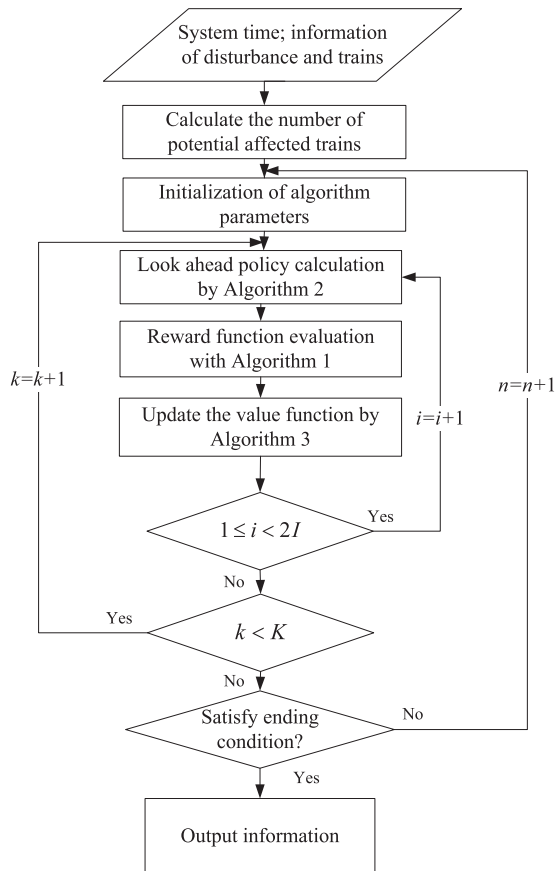 System time; information
of disturbance and trains
Calculate the number of
potential affected trains
Initialization of algorithm
parameters
Look ahead policy calculation
by Algorithm 2
Reward function evaluation
with Algorithm 1
k=k+1
n=n+1
Update the value function by
Algorithm 3
i=i+1
1 ≤ i < 2I
Yes
No
Yes
k < K
No
Satisfy ending
condition?
No
Yes
Output information